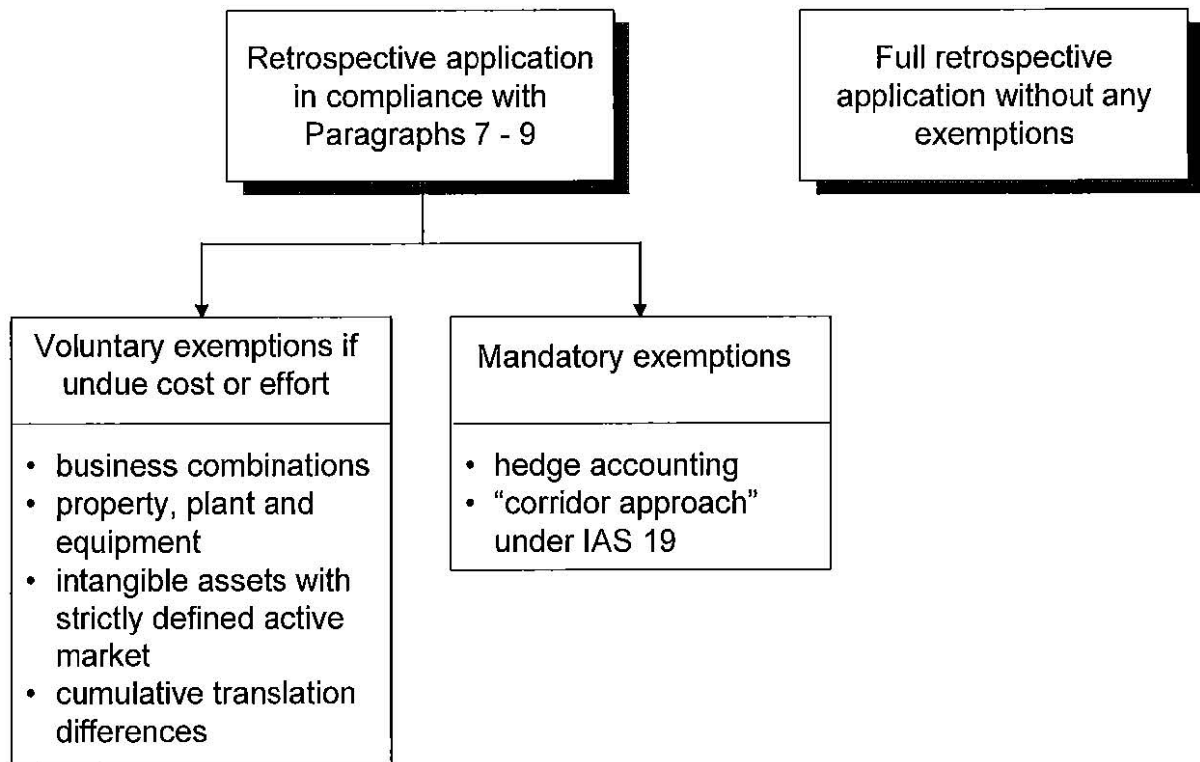 Retrospective application
in compliance with
Paragraphs 7 - 9
Full retrospective
application without any
exemptions
Voluntary exemptions if
undue cost or effort
• business combinations
• property, plant and
equipment
• intangible assets with
strictly defined active
market
• cumulative translation
differences
Mandatory exemptions
• hedge accounting
• “corridor approach”
under IAS 19